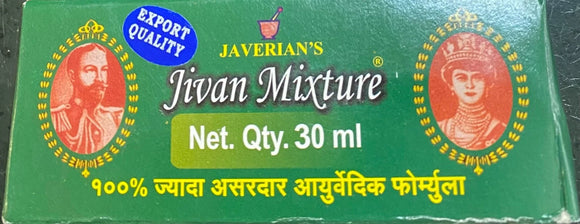 EXPORT
QUALITY
JAVERIAN'S
Jivan Mixture®
Net. Qty. 30 ml
१००% ज्यादा असरदार आयुर्वेदिक फोर्म्युला